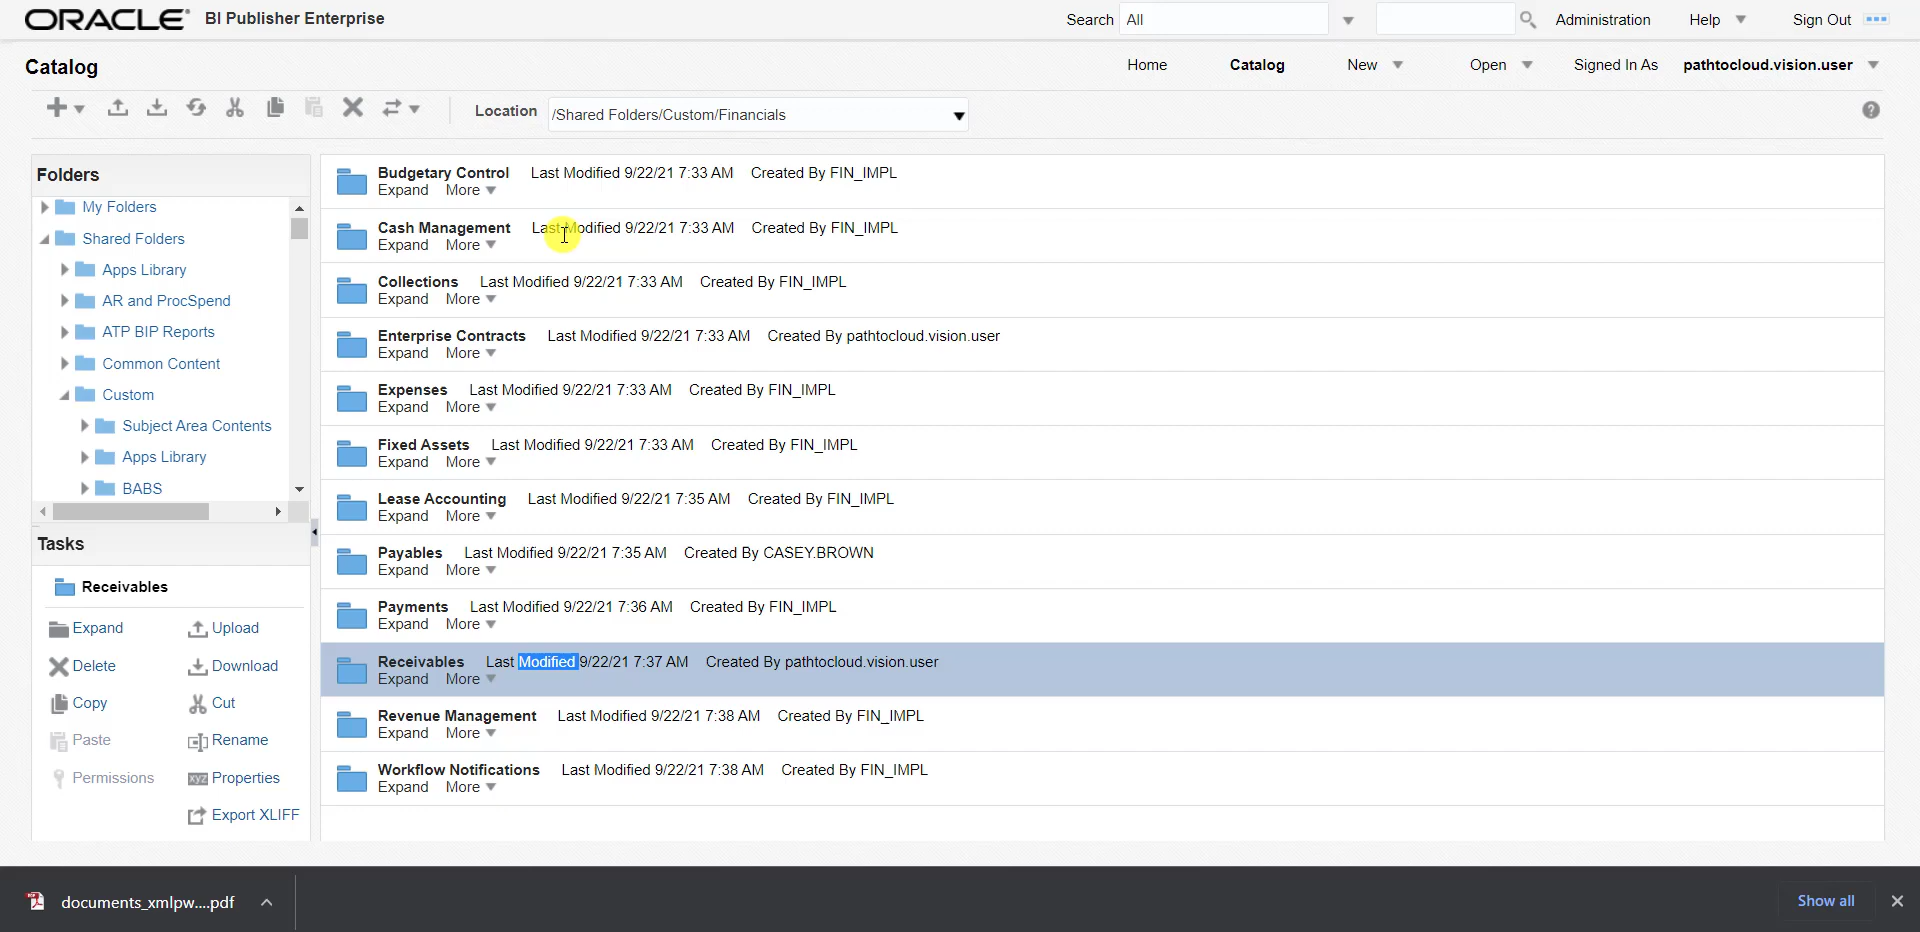 ORACLE BI Publisher Enterprise Search All Administration Help Sign Out
Catalog Home Catalog New Open Signed In As pathtocloud.vision.user
Location /Shared Folders/Custom/Financials
Folders
My Folders
Shared Folders
Apps Library
AR and ProcSpend
ATP BIP Reports
Common Content
Custom
Subject Area Contents
Apps Library
BABS
Tasks
Receivables
Expand Upload
Delete Download
Copy Cut
Paste Rename
Permissions Properties
Export XLIFF
Budgetary Control Last Modified 9/22/21 7:33 AM Created By FIN_IMPL
Expand More
Cash Management Last Modified 9/22/21 7:33 AM Created By FIN_IMPL
Expand More
Collections Last Modified 9/22/21 7:33 AM Created By FIN_IMPL
Expand More
Enterprise Contracts Last Modified 9/22/21 7:33 AM Created By pathtocloud.vision.user
Expand More
Expenses Last Modified 9/22/21 7:33 AM Created By FIN_IMPL
Expand More
Fixed Assets Last Modified 9/22/21 7:33 AM Created By FIN_IMPL
Expand More
Lease Accounting Last Modified 9/22/21 7:35 AM Created By FIN_IMPL
Expand More
Payables Last Modified 9/22/21 7:35 AM Created By CASEY.BROWN
Expand More
Payments Last Modified 9/22/21 7:36 AM Created By FIN_IMPL
Expand More
Receivables Last Modified 9/22/21 7:37 AM Created By pathtocloud.vision.user
Expand More
Revenue Management Last Modified 9/22/21 7:38 AM Created By FIN_IMPL
Expand More
Workflow Notifications Last Modified 9/22/21 7:38 AM Created By FIN_IMPL
Expand More
documents_xmlpw....pdf Show all